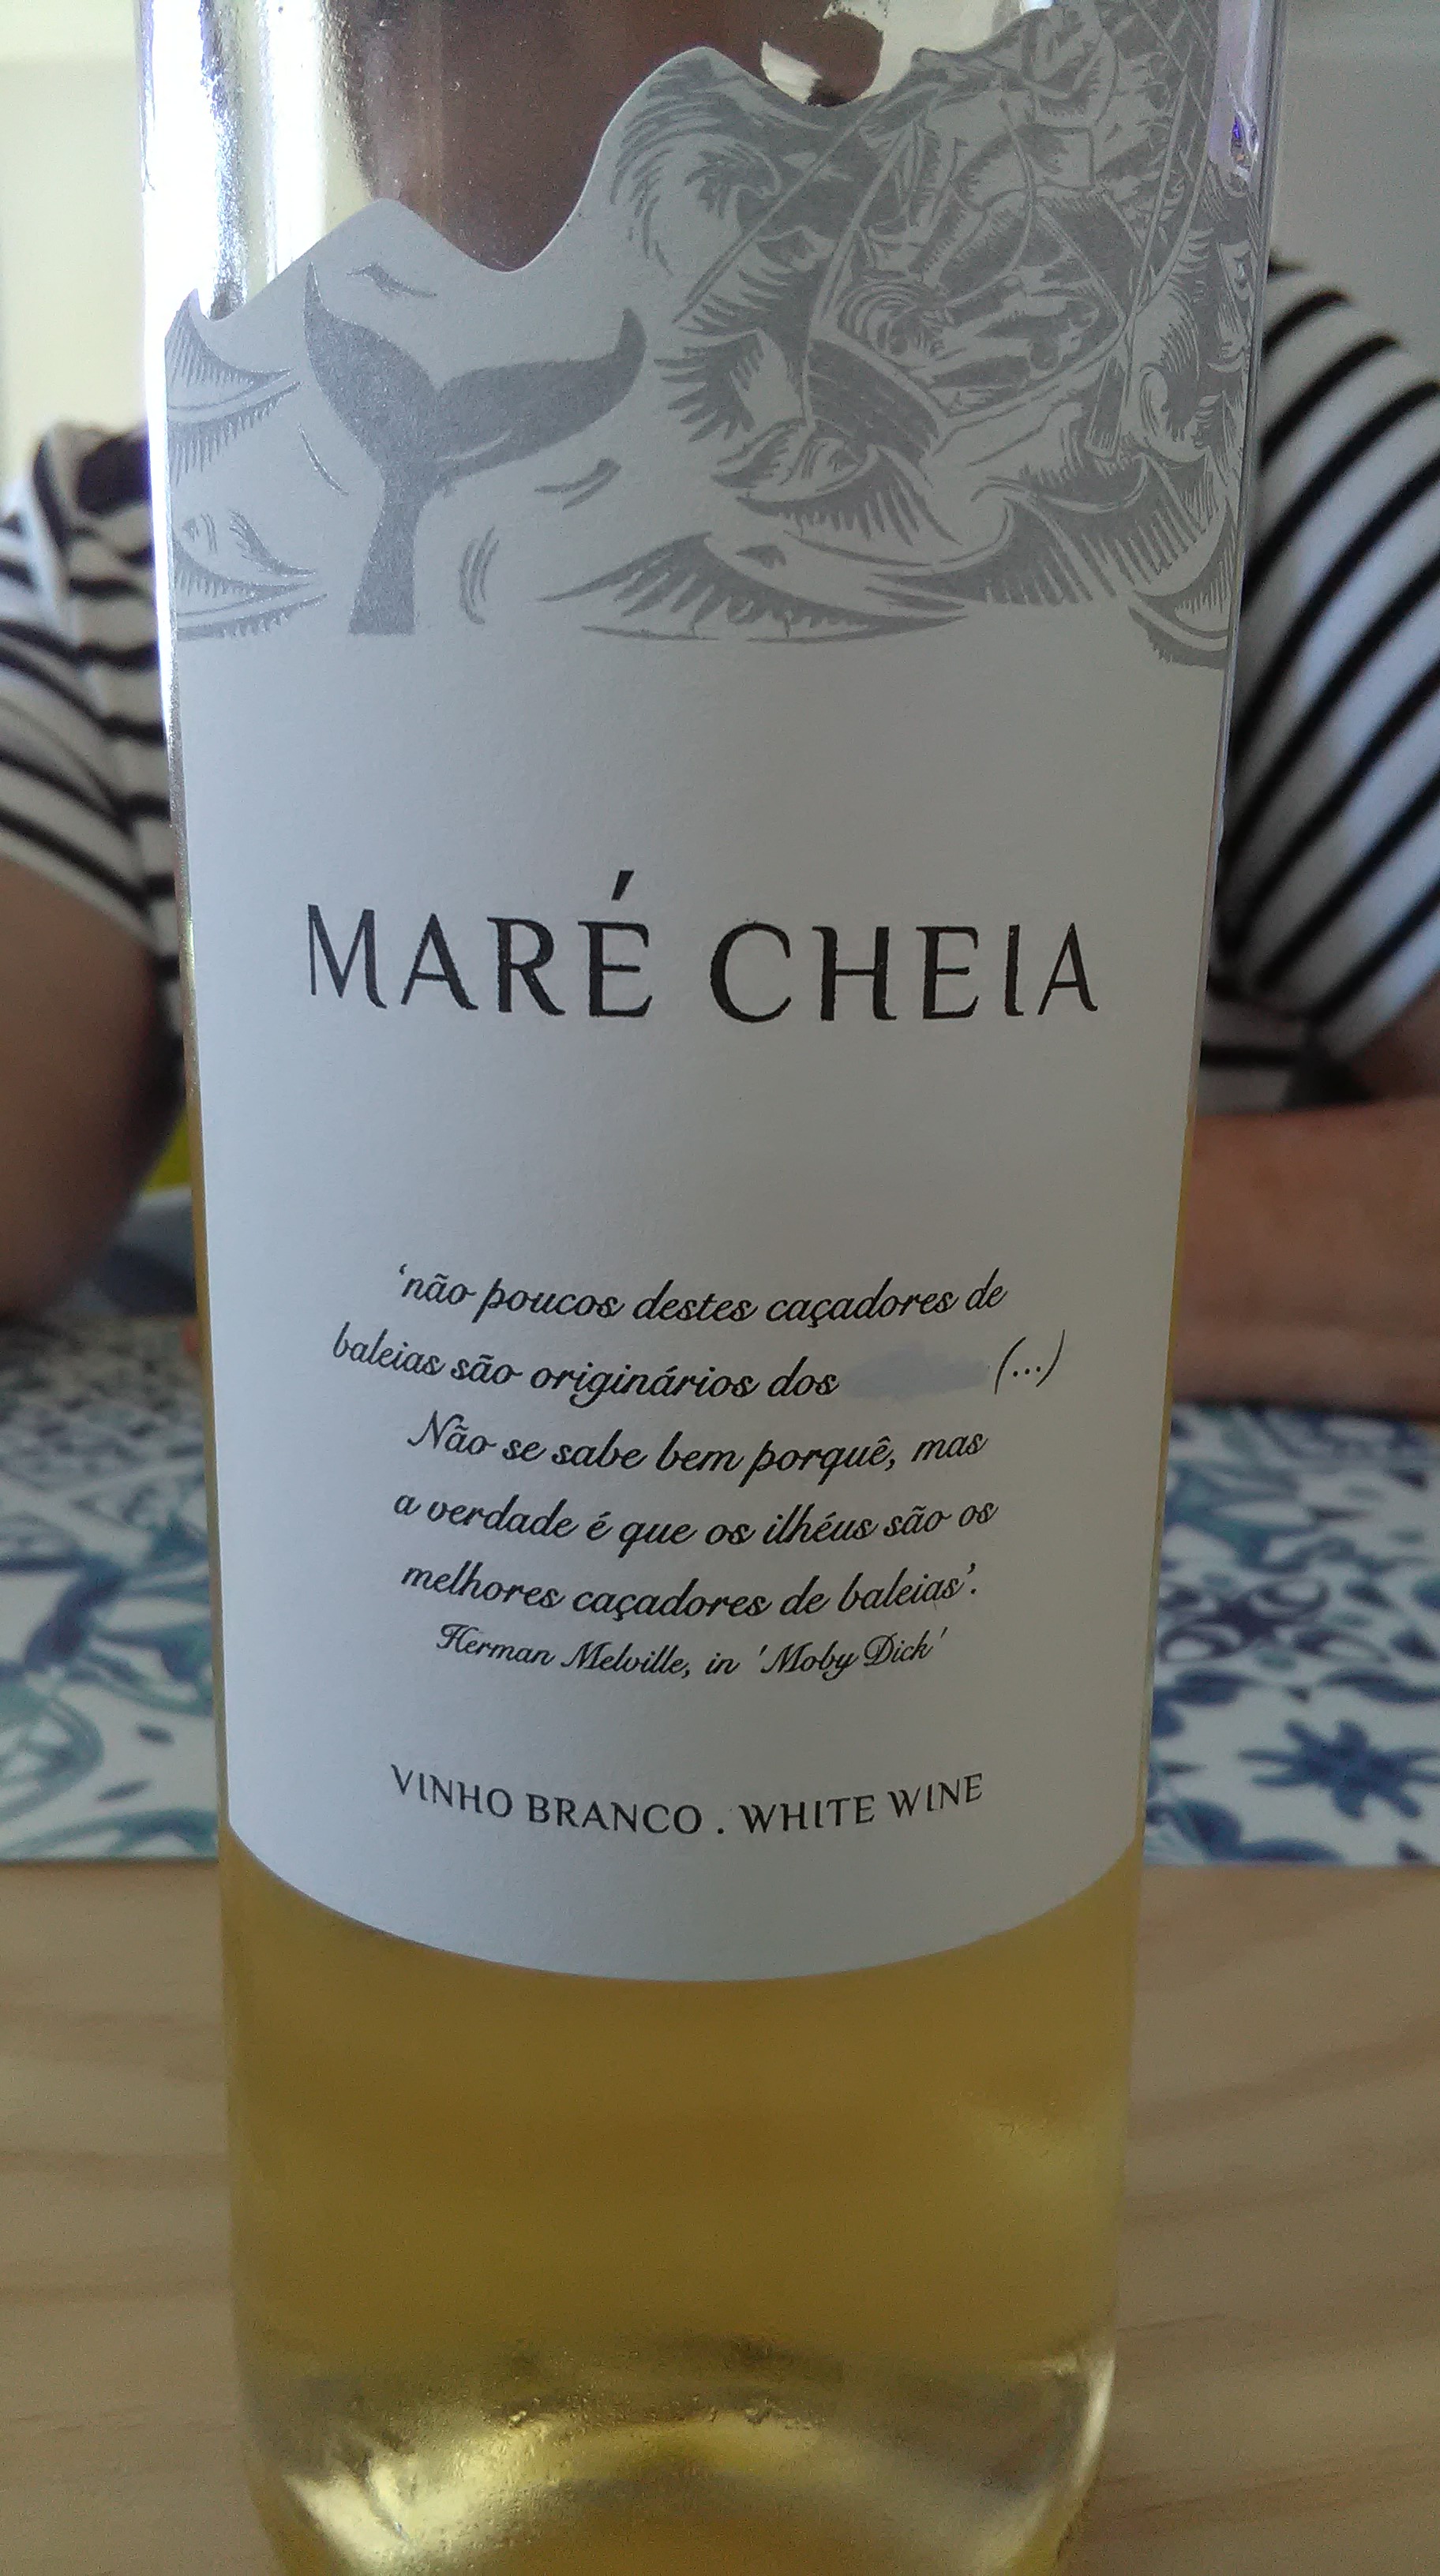 MARÉ CHEIA
'não poucos destes caçadores de
baleias são originários dos (...)
Não se sabe bem porquê, mas
a verdade é que os ilhéus são os
melhores caçadores de baleias'.
Herman Melville, in 'Moby Dick'
VINHO BRANCO . WHITE WINE